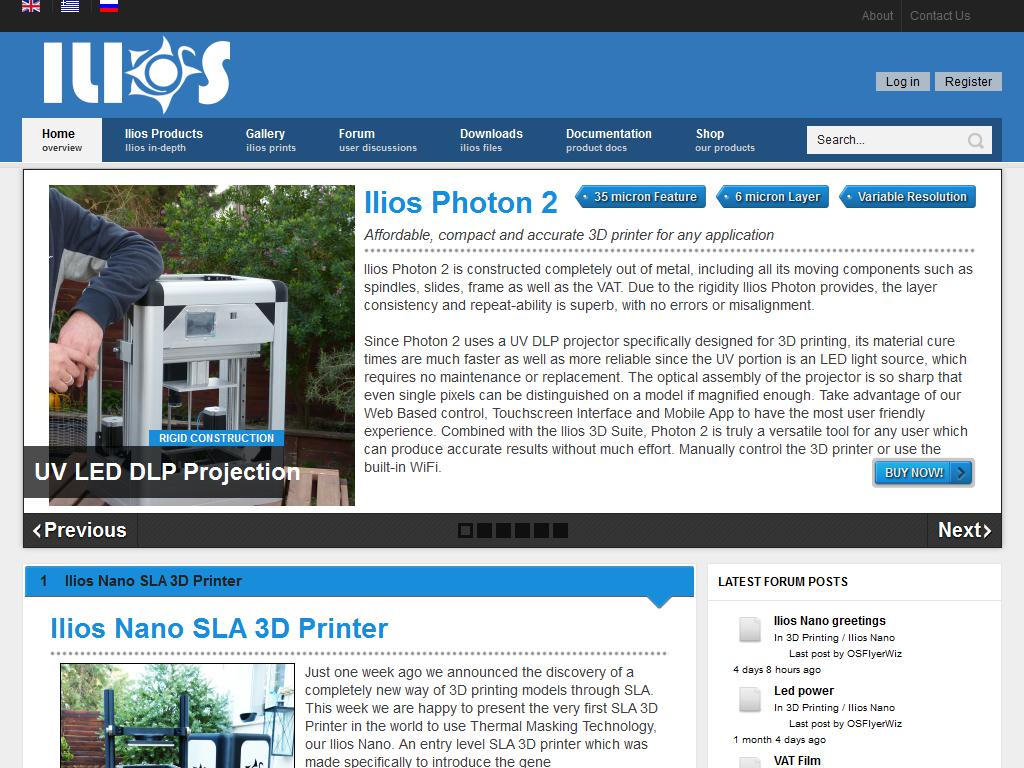 About
Contact Us
ILIOS
Log in
Register
Home
overview
Ilios Products
Ilios in-depth
Gallery
ilios prints
Forum
user discussions
Downloads
ilios files
Documentation
product docs
Shop
our products
Search...
Ilios Photon 2
35 micron Feature
6 micron Layer
Variable Resolution
Affordable, compact and accurate 3D printer for any application
Ilios Photon 2 is constructed completely out of metal, including all its moving components such as
spindles, slides, frame as well as the VAT. Due to the rigidity Ilios Photon provides, the layer
consistency and repeat-ability is superb, with no errors or misalignment.
Since Photon 2 uses a UV DLP projector specifically designed for 3D printing, its material cure
times are much faster as well as more reliable since the UV portion is an LED light source, which
requires no maintenance or replacement. The optical assembly of the projector is so sharp that
even single pixels can be distinguished on a model if magnified enough. Take advantage of our
Web Based control, Touchscreen Interface and Mobile App to have the most user friendly
experience. Combined with the Ilios 3D Suite, Photon 2 is truly a versatile tool for any user which
can produce accurate results without much effort. Manually control the 3D printer or use the
built-in WiFi.
BUY NOW!
RIGID CONSTRUCTION
UV LED DLP Projection
Previous
Next
1 Ilios Nano SLA 3D Printer
Ilios Nano SLA 3D Printer
Just one week ago we announced the discovery of a
completely new way of 3D printing models through SLA.
This week we are happy to present the very first SLA 3D
Printer in the world to use Thermal Masking Technology,
our Ilios Nano. An entry level SLA 3D printer which was
made specifically to introduce the gene
LATEST FORUM POSTS
Ilios Nano greetings
In 3D Printing / Ilios Nano
Last post by OSFlyerWiz
4 days 8 hours ago
Led power
In 3D Printing / Ilios Nano
Last post by OSFlyerWiz
1 month 4 days ago
VAT Film